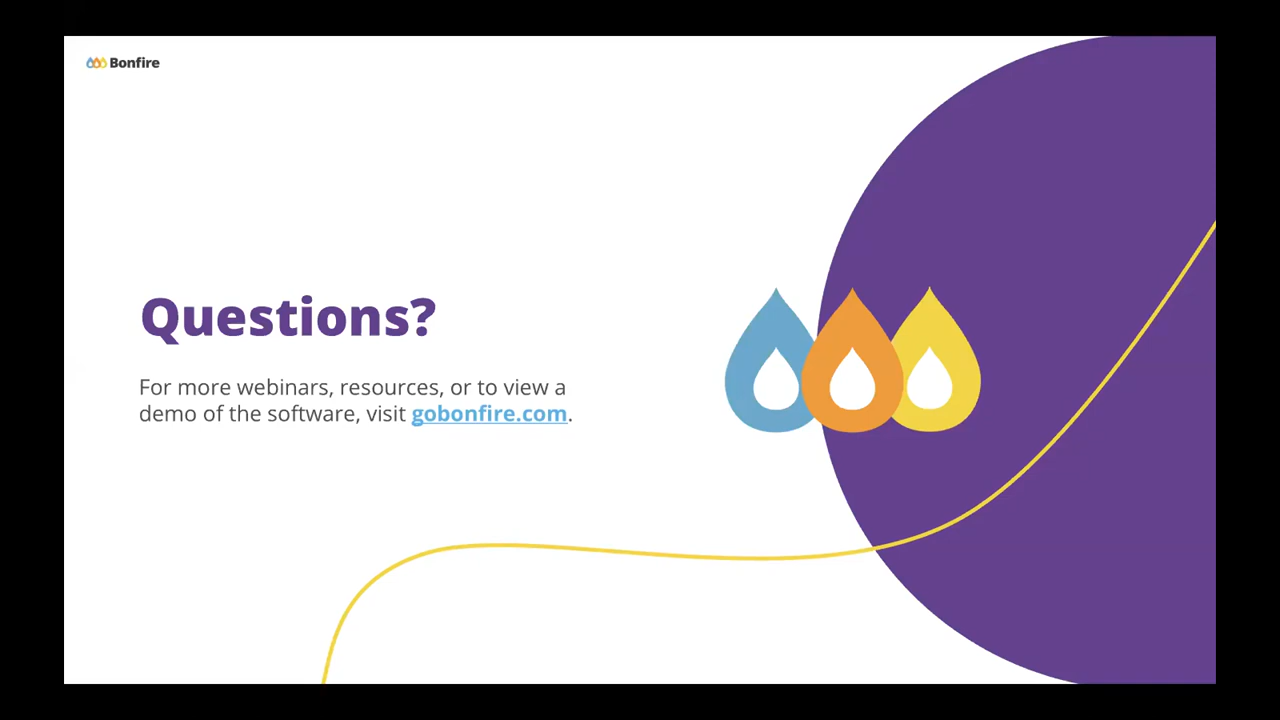 Bonfire
Questions?
For more webinars, resources, or to view a
demo of the software, visit gobonfire.com.